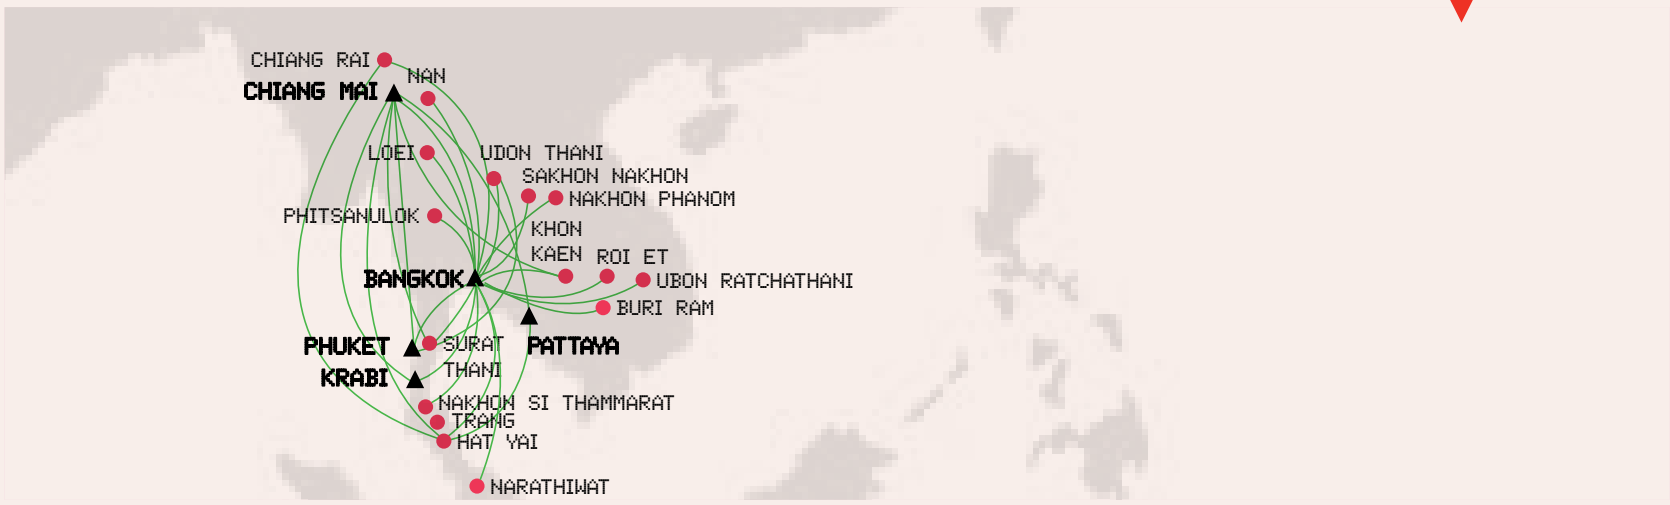 CHIANG RAI
NAN
CHIANG MAI
LOEI
UDON THANI
SAKHON NAKHON
NAKHON PHANOM
PHITSANULOK
KHON
KAEN
ROI ET
BANGKOK
UBON RATCHATHANI
BURI RAM
PHUKET
SURAT
THANI
PATTAYA
KRABI
NAKHON SI THAMMARAT
TRANG
HAT YAI
NARATHIWAT